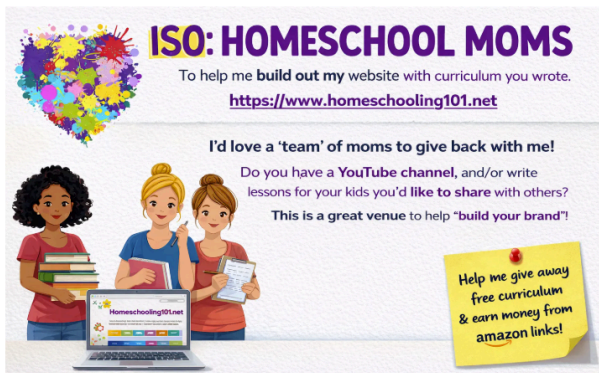 ISO: HOMESCHOOL MOMS
To help me build out my website with curriculum you wrote.
https://www.homeschooling101.net
I'd love a 'team' of moms to give back with me!
Do you have a YouTube channel, and/or write
lessons for your kids you'd like to share with others?
This is a great venue to help "build your brand"!
Help me give away
free curriculum
& earn money from
amazon links!
Homeschooling101.net